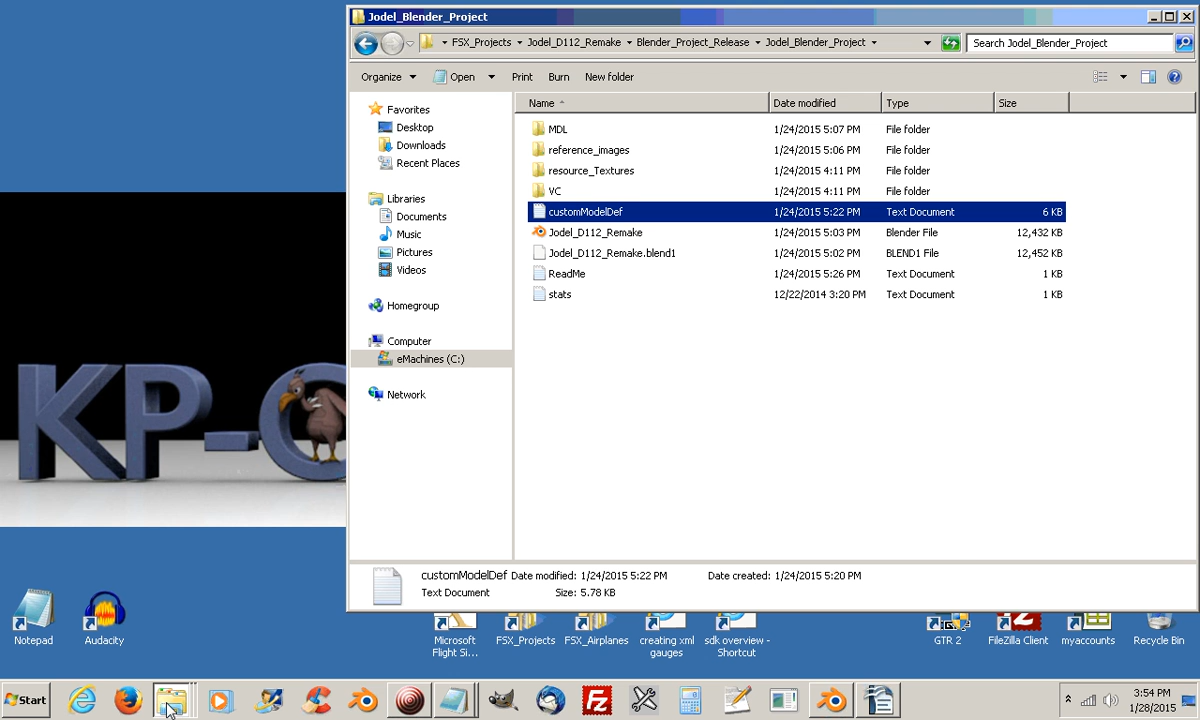 Jodel_Blender_Project
FSX_Projects Jodel_D112_Remake Blender_Project_Release Jodel_Blender_Project
Search Jodel_Blender_Project
Organize Open Print Burn New folder
Name Date modified Type Size
Favorites
Desktop
Downloads
Recent Places
Libraries
Documents
Music
Pictures
Videos
Homegroup
Computer
eMachines (C:)
Network
MDL 1/24/2015 5:07 PM File folder
reference_images 1/24/2015 5:06 PM File folder
resource_Textures 1/24/2015 4:11 PM File folder
VC 1/24/2015 4:11 PM File folder
customModelDef 1/24/2015 5:22 PM Text Document 6 KB
Jodel_D112_Remake 1/24/2015 5:03 PM Blender File 12,432 KB
Jodel_D112_Remake.blend1 1/24/2015 5:02 PM BLEND1 File 12,452 KB
ReadMe 1/24/2015 5:26 PM Text Document 1 KB
stats 12/22/2014 3:20 PM Text Document 1 KB
customModelDef Date modified: 1/24/2015 5:22 PM Date created: 1/24/2015 5:20 PM
Text Document Size: 5.78 KB
KP-
Notepad
Audacity
Microsoft
Flight Si...
FSX_Projects
FSX_Airplanes
creating xml
gauges
sdk overview -
Shortcut
GTR 2
FileZilla Client
myaccounts
Recycle Bin
Start
3:54 PM
1/28/2015